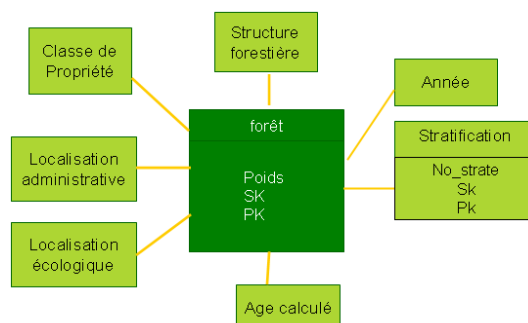 Classe de
Propriété
Structure
forestière
Année
forêt
Poids
SK
PK
Stratification
No_strate
Sk
Pk
Localisation
administrative
Localisation
écologique
Age calculé